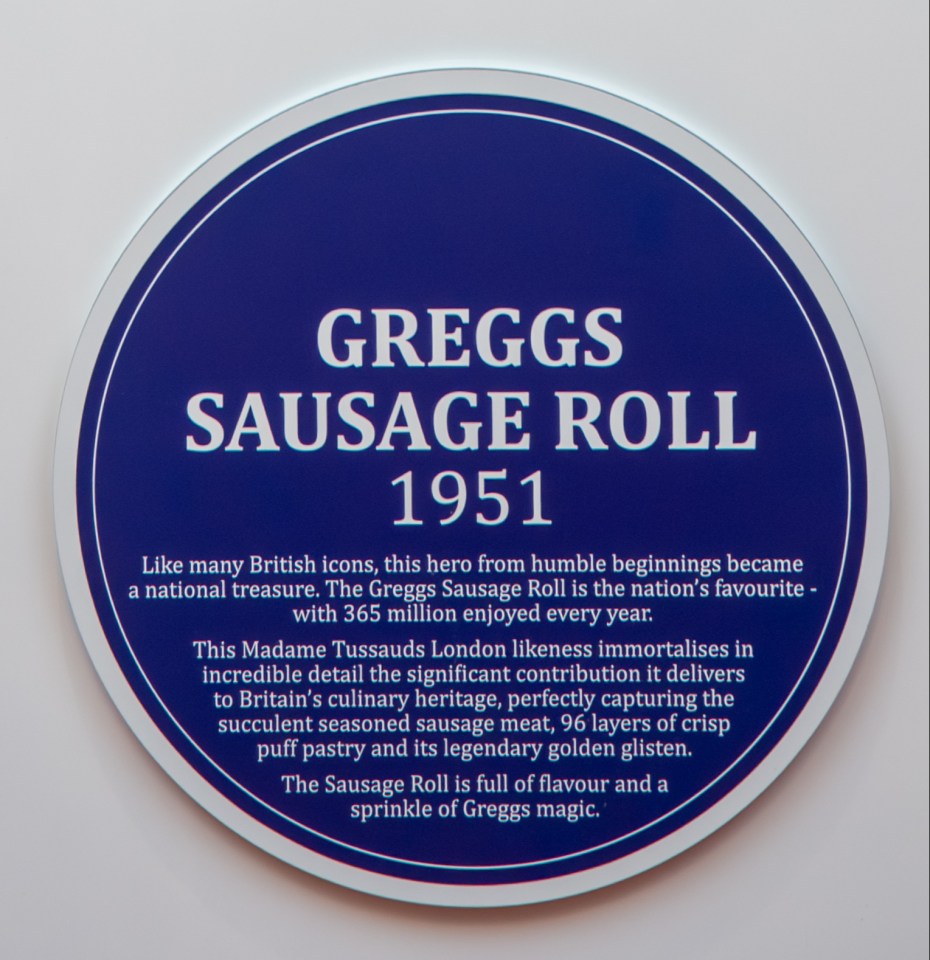 GREGGS
SAUSAGE ROLL
1951
Like many British icons, this hero from humble beginnings became
a national treasure. The Greggs Sausage Roll is the nation's favourite -
with 365 million enjoyed every year.
This Madame Tussauds London likeness immortalises in
incredible detail the significant contribution it delivers
to Britain's culinary heritage, perfectly capturing the
succulent seasoned sausage meat, 96 layers of crisp
puff pastry and its legendary golden glisten.
The Sausage Roll is full of flavour and a
sprinkle of Greggs magic.